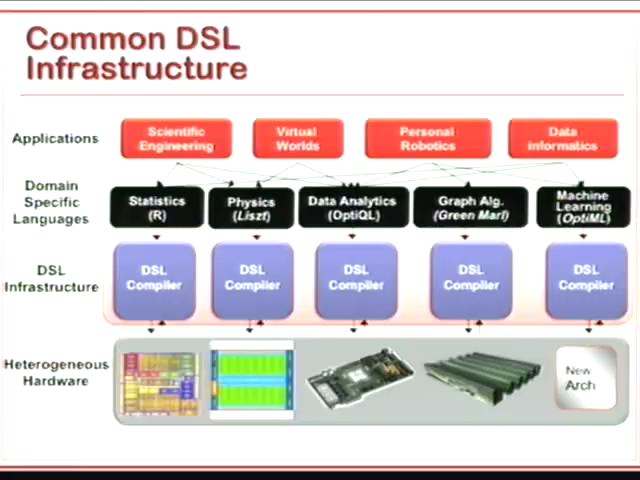 Common DSL
Infrastructure
Applications
Scientific
Engineering
Virtual
Worlds
Personal
Robotics
Data
informatics
Domain
Specific
Languages
Statistics
(R)
Physics
(Liszt)
Data Analytics
(OptiQL)
Graph Alg.
(Green Marl)
Machine
Learning
(OptiML)
DSL
Infrastructure
DSL
Compiler
DSL
Compiler
DSL
Compiler
DSL
Compiler
DSL
Compiler
Heterogeneous
Hardware
New
Arch